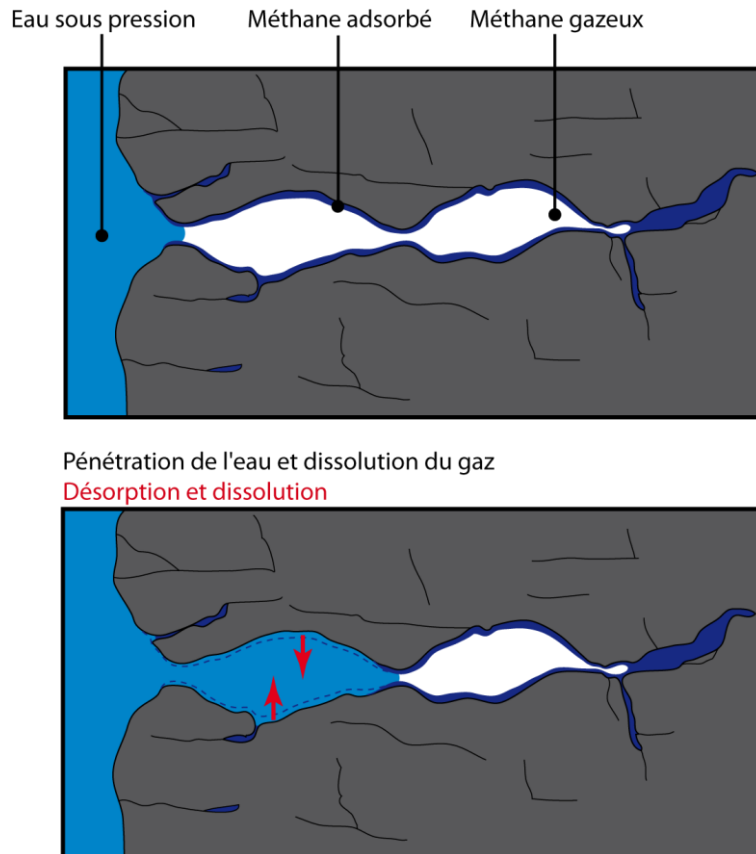 Eau sous pression Méthane adsorbé Méthane gazeux
Pénétration de l'eau et dissolution du gaz
Désorption et dissolution